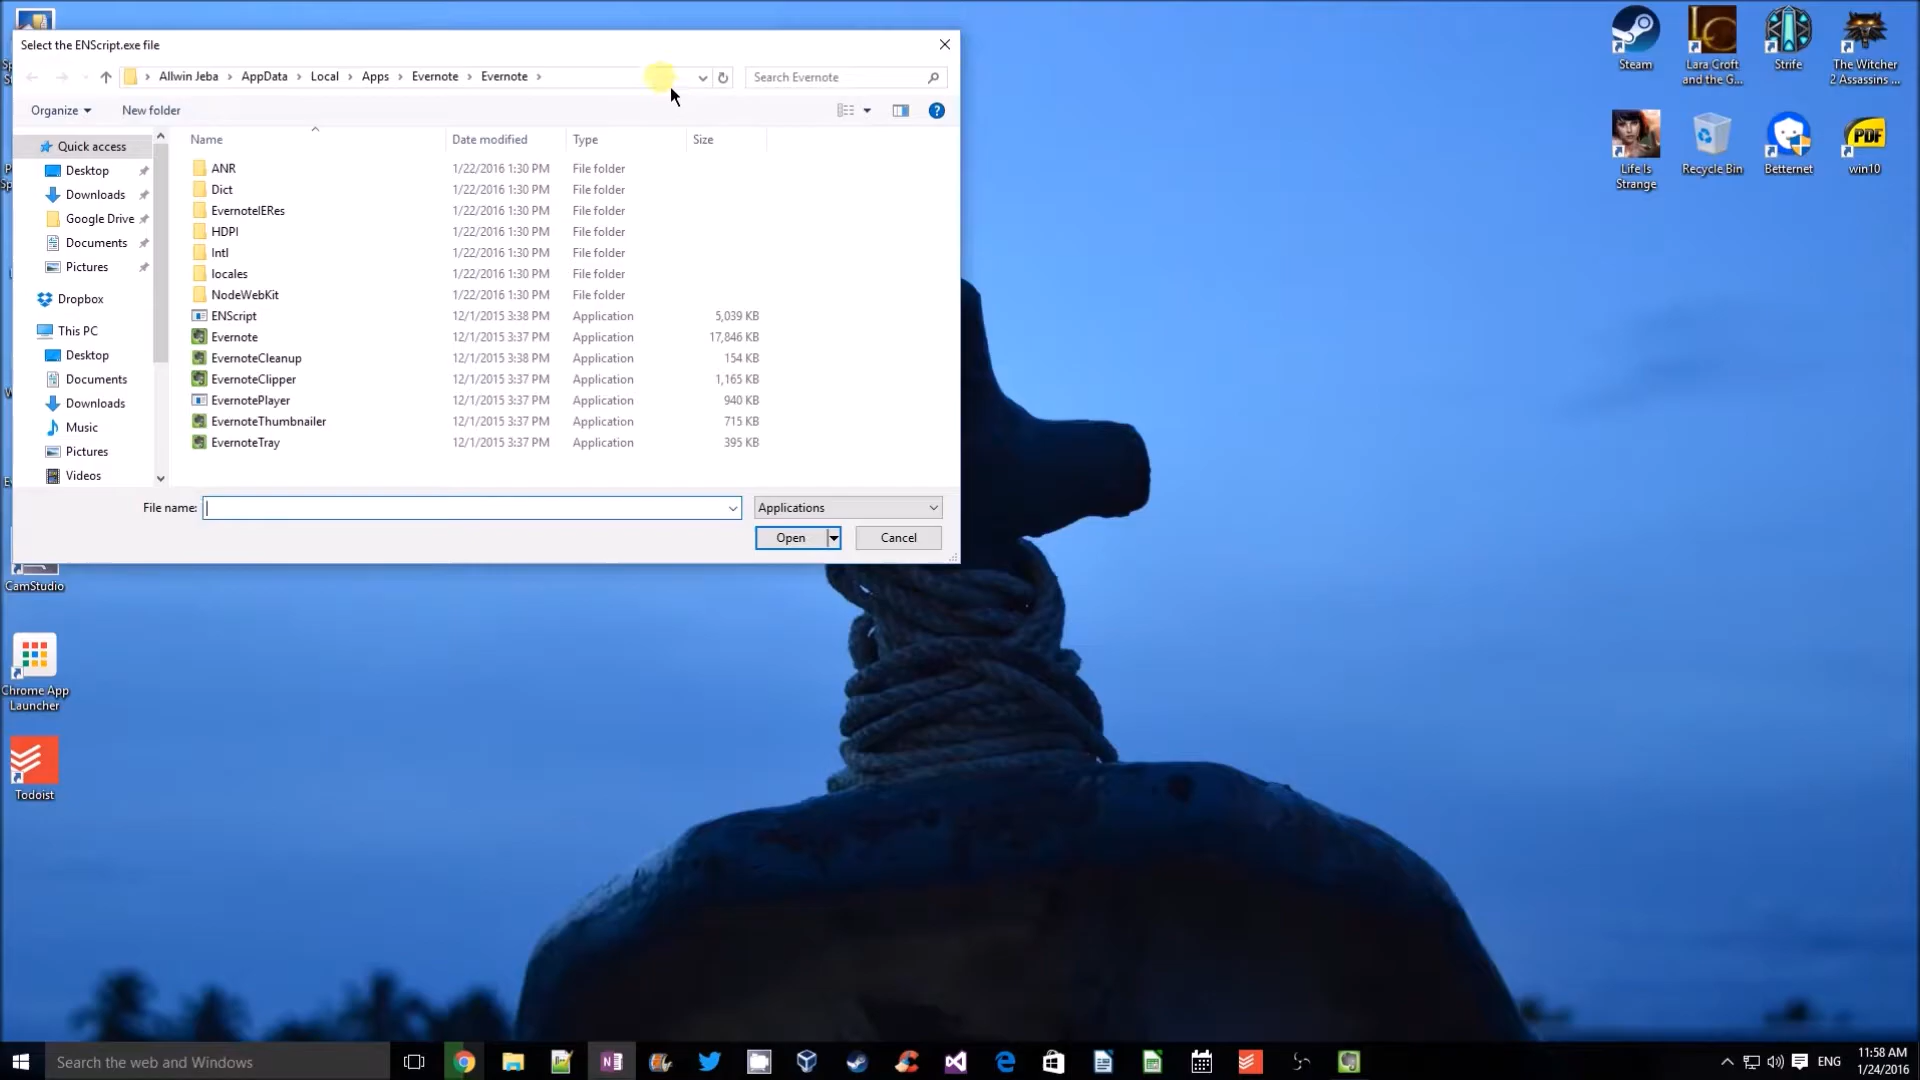 Select the ENScript.exe file
Allwin Jeba > AppData > Local > Apps > Evernote > Evernote >
Search Evernote
Organize
New folder
Name Date modified Type Size
Quick access
Desktop
Downloads
Google Drive
Documents
Pictures
Dropbox
This PC
Desktop
Documents
Downloads
Music
Pictures
Videos
ANR 1/22/2016 1:30 PM File folder
Dict 1/22/2016 1:30 PM File folder
EvernoteIERes 1/22/2016 1:30 PM File folder
HDPI 1/22/2016 1:30 PM File folder
Intl 1/22/2016 1:30 PM File folder
locales 1/22/2016 1:30 PM File folder
NodeWebKit 1/22/2016 1:30 PM File folder
ENScript 12/1/2015 3:38 PM Application 5,039 KB
Evernote 12/1/2015 3:37 PM Application 17,846 KB
EvernoteCleanup 12/1/2015 3:38 PM Application 154 KB
EvernoteClipper 12/1/2015 3:37 PM Application 1,165 KB
EvernotePlayer 12/1/2015 3:37 PM Application 940 KB
EvernoteThumbnailer 12/1/2015 3:37 PM Application 715 KB
EvernoteTray 12/1/2015 3:37 PM Application 395 KB
File name:
Applications
Open
Cancel
Steam
Lara Croft
and the G...
Strife
The Witcher
2 Assassins ...
Life Is
Strange
Recycle Bin
Betternet
PDF
win10
CamStudio
Chrome App
Launcher
Todoist
Search the web and Windows
ENG
11:58 AM
1/24/2016